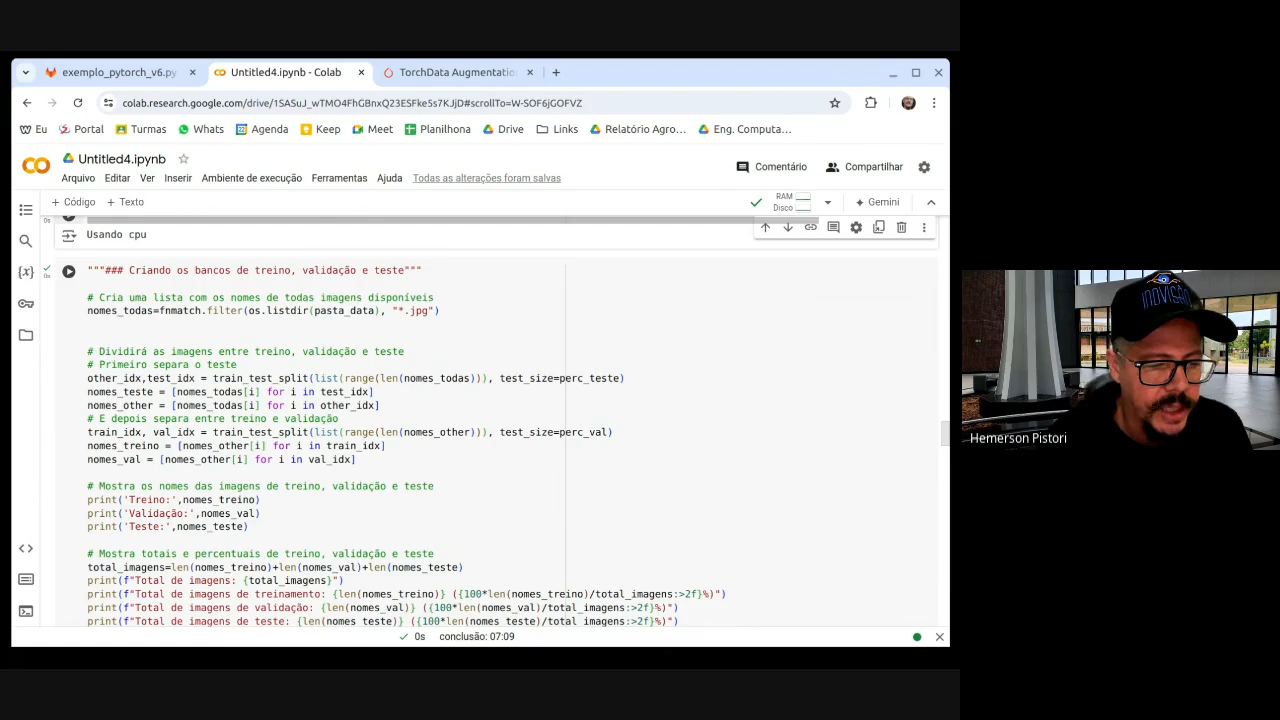 exemplo_pytorch_v6.py
Untitled4.ipynb - Colab
TorchData Augmentatio
colab.research.google.com/drive/1SASuJ_wTMO4FhGBnxQ23ESFke5s7KJjD#scrollTo=W-SOF6jGOFVZ
Eu Portal Turmas Whats Agenda Keep Meet Planilhona Drive Links Relatório Agro... Eng. Computa...
CO Untitled4.ipynb
Comentário Compartilhar
Arquivo Editar Ver Inserir Ambiente de execução Ferramentas Ajuda Todas as alterações foram salvas
+ Código + Texto
RAM
Disco
Gemini
0s
Usando cpu
0s
"""### Criando os bancos de treino, validação e teste"""
# Cria uma lista com os nomes de todas imagens disponíveis
nomes_todas=fnmatch.filter(os.listdir(pasta_data), "*.jpg")
# Dividirá as imagens entre treino, validação e teste
# Primeiro separa o teste
other_idx,test_idx = train_test_split(list(range(len(nomes_todas))), test_size=perc_teste)
nomes_teste = [nomes_todas[i] for i in test_idx]
nomes_other = [nomes_todas[i] for i in other_idx]
# E depois separa entre treino e validação
train_idx, val_idx = train_test_split(list(range(len(nomes_other))), test_size=perc_val)
nomes_treino = [nomes_other[i] for i in train_idx]
nomes_val = [nomes_other[i] for i in val_idx]
# Mostra os nomes das imagens de treino, validação e teste
print('Treino:',nomes_treino)
print('Validação:',nomes_val)
print('Teste:',nomes_teste)
# Mostra totais e percentuais de treino, validação e teste
total_imagens=len(nomes_treino)+len(nomes_val)+len(nomes_teste)
print(f"Total de imagens: {total_imagens}")
print(f"Total de imagens de treinamento: {len(nomes_treino)} ({100*len(nomes_treino)/total_imagens:>2f}%)")
print(f"Total de imagens de validação: {len(nomes_val)} ({100*len(nomes_val)/total_imagens:>2f}%)")
print(f"Total de imagens de teste: {len(nomes_teste)} ({100*len(nomes_teste)/total_imagens:>2f}%)")
0s conclusão: 07:09
INOVISÃO
Hemerson Pistori